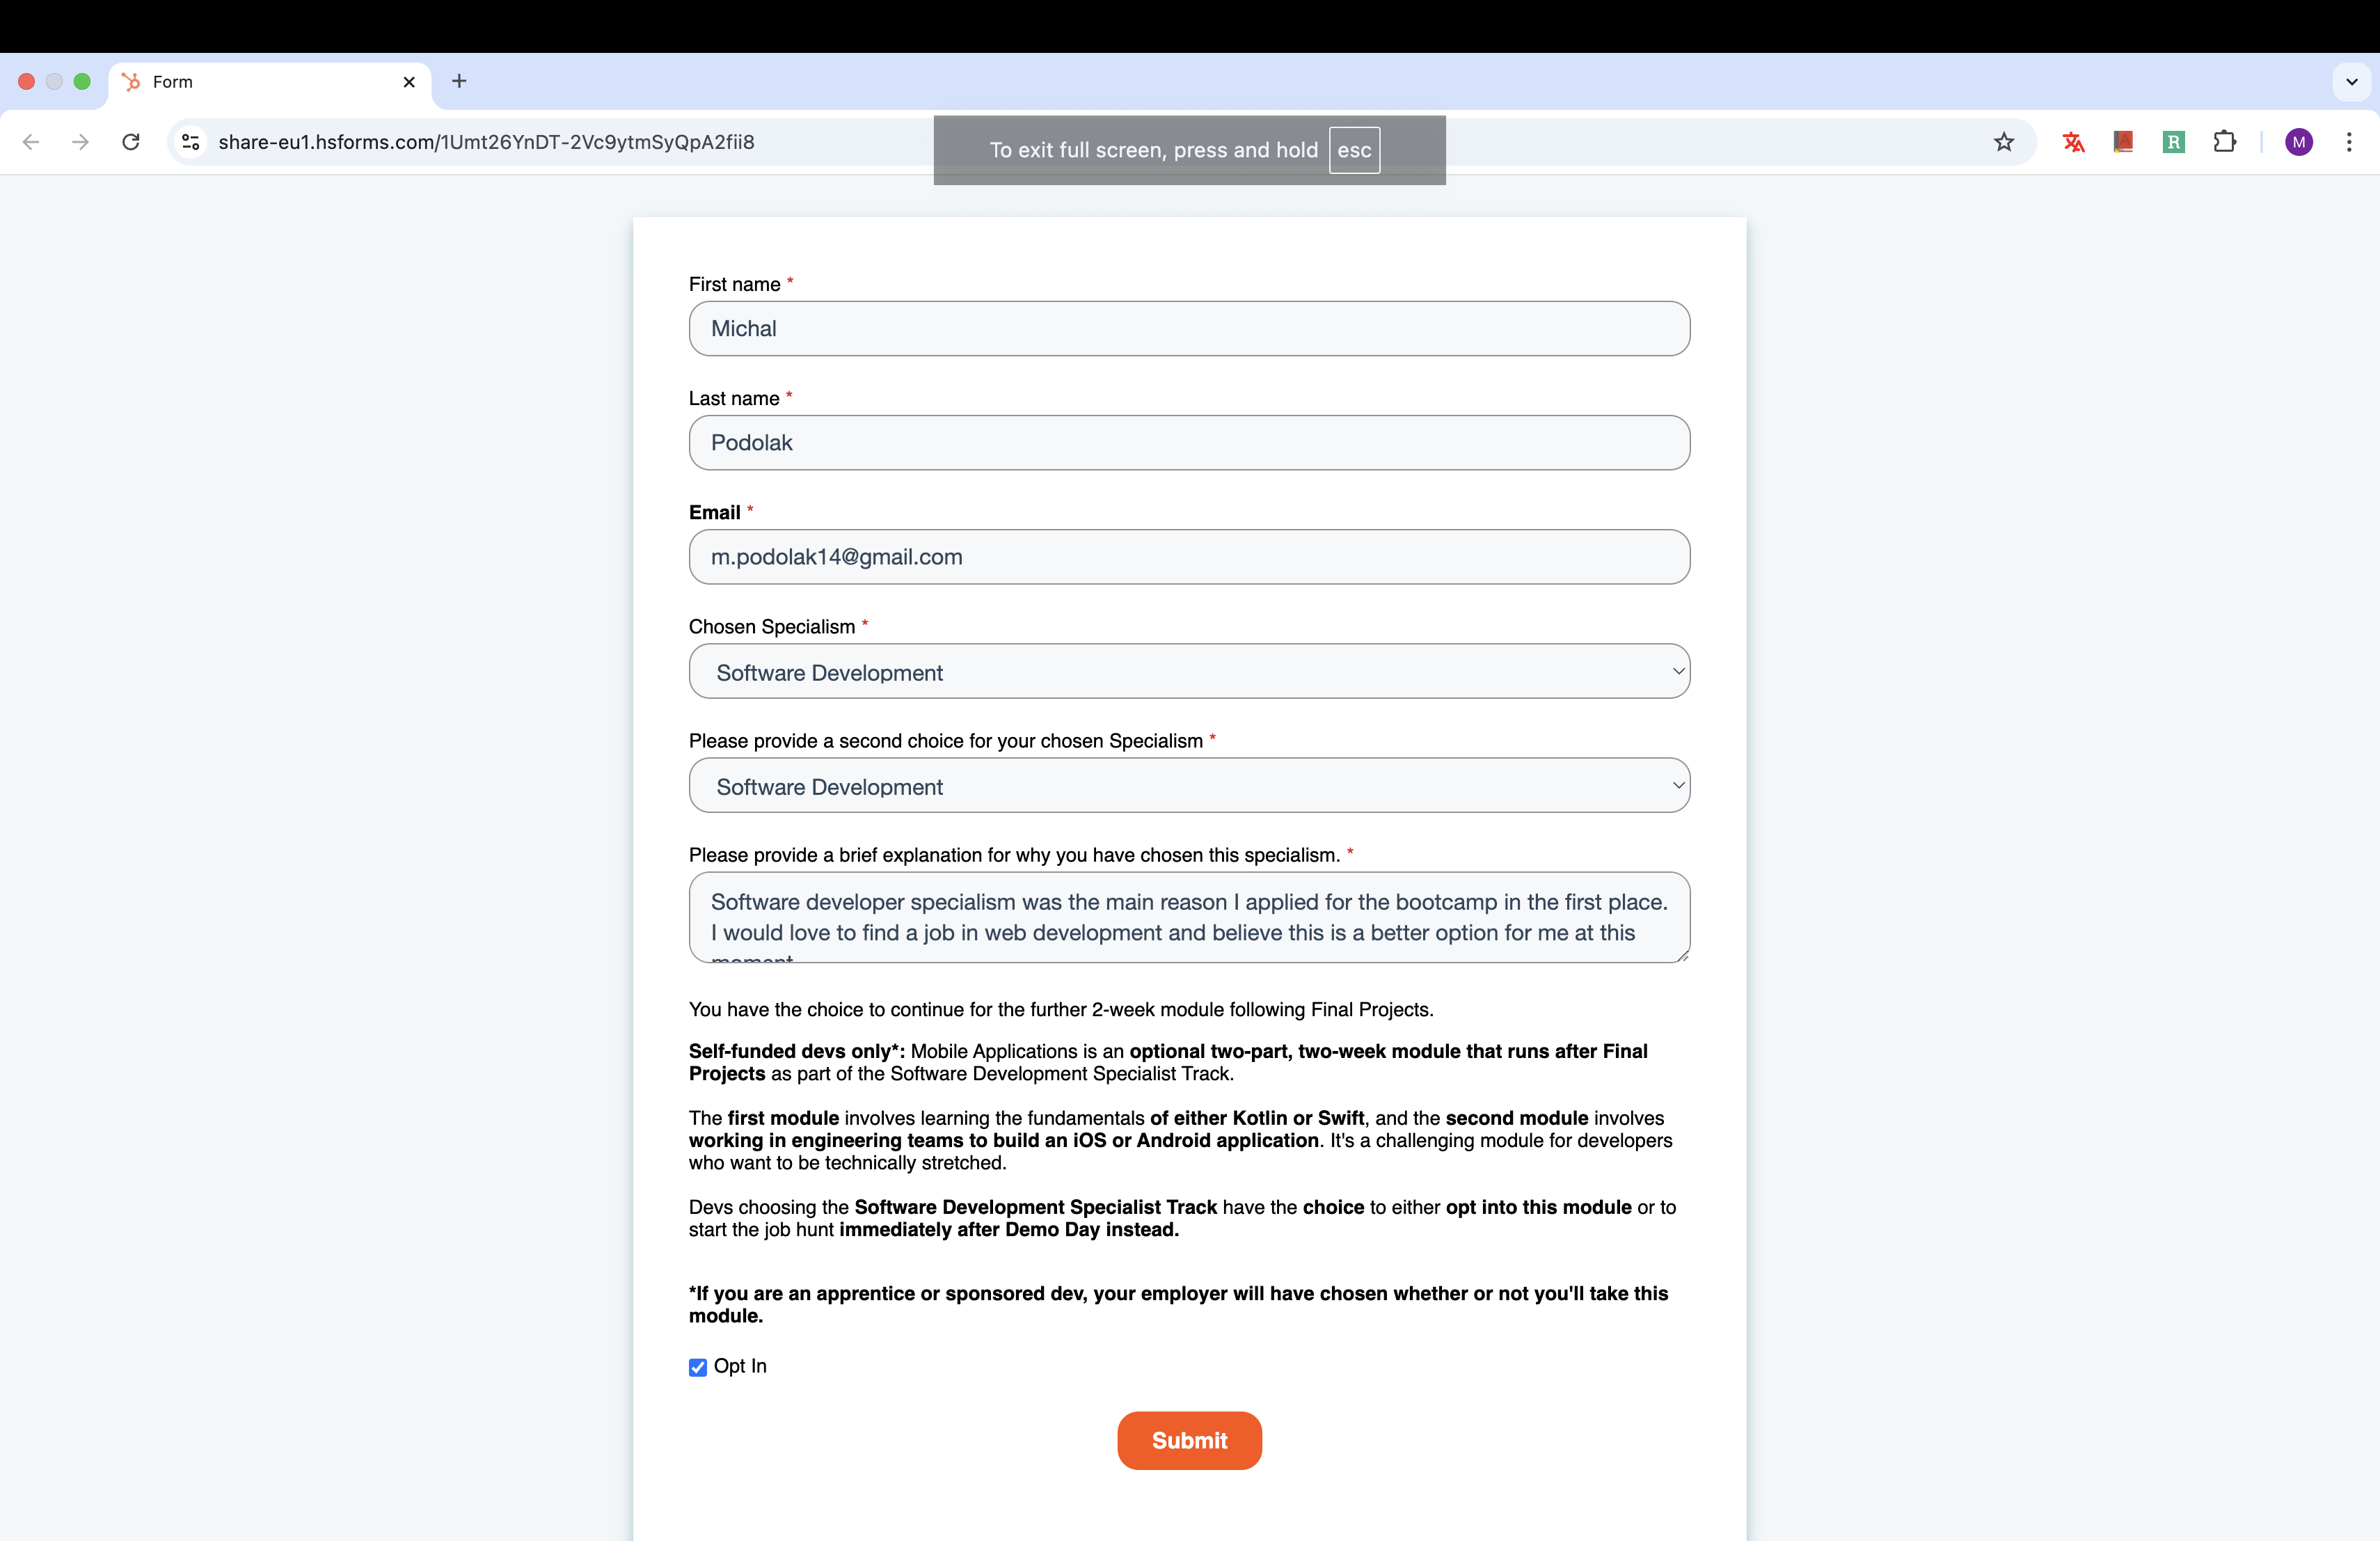 Form
share-eu1.hsforms.com/1Umt26YnDT-2Vc9ytmSyQpA2fii8
To exit full screen, press and hold esc
M
First name *
Michal
Last name *
Podolak
Email *
m.podolak14@gmail.com
Chosen Specialism *
Software Development
Please provide a second choice for your chosen Specialism *
Software Development
Please provide a brief explanation for why you have chosen this specialism. *
Software developer specialism was the main reason I applied for the bootcamp in the first place.
I would love to find a job in web development and believe this is a better option for me at this
moment
You have the choice to continue for the further 2-week module following Final Projects.
Self-funded devs only*: Mobile Applications is an optional two-part, two-week module that runs after Final
Projects as part of the Software Development Specialist Track.
The first module involves learning the fundamentals of either Kotlin or Swift, and the second module involves
working in engineering teams to build an iOS or Android application. It's a challenging module for developers
who want to be technically stretched.
Devs choosing the Software Development Specialist Track have the choice to either opt into this module or to
start the job hunt immediately after Demo Day instead.
*If you are an apprentice or sponsored dev, your employer will have chosen whether or not you'll take this
module.
Opt In
Submit